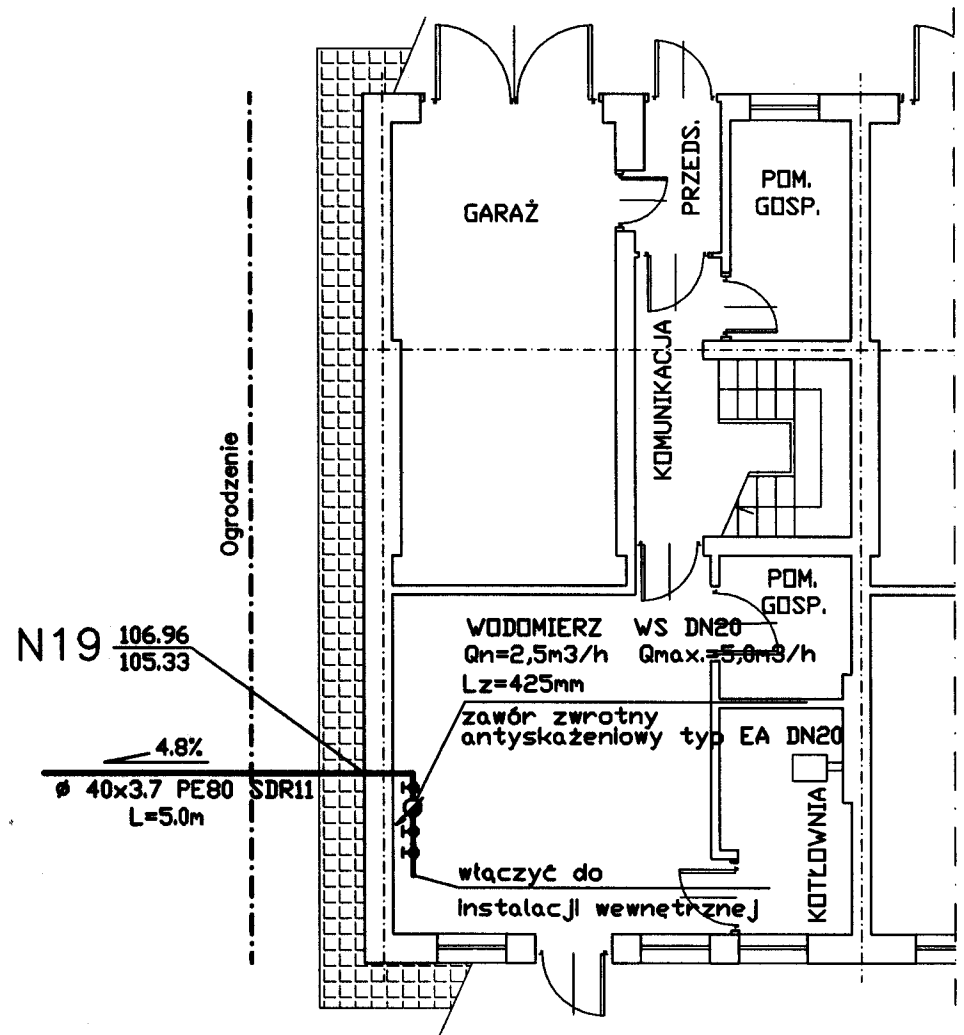 PRZEDS.
POM.
GOSP.
GARAŻ
KOMUNIKACJA
Ogrodzenie
POM.
GOSP.
N19 106.96
105.33
WODOMIERZ WS DN20
Qn=2,5m3/h Qmax.=5,0m3/h
Lz=425mm
zawór zwrotny
antyskażeniowy typ EA DN20
4.8%
ø 40x3.7 PE80 SDR11
L=5.0m
KOTŁOWNIA
włączyć do
instalacji wewnętrznej